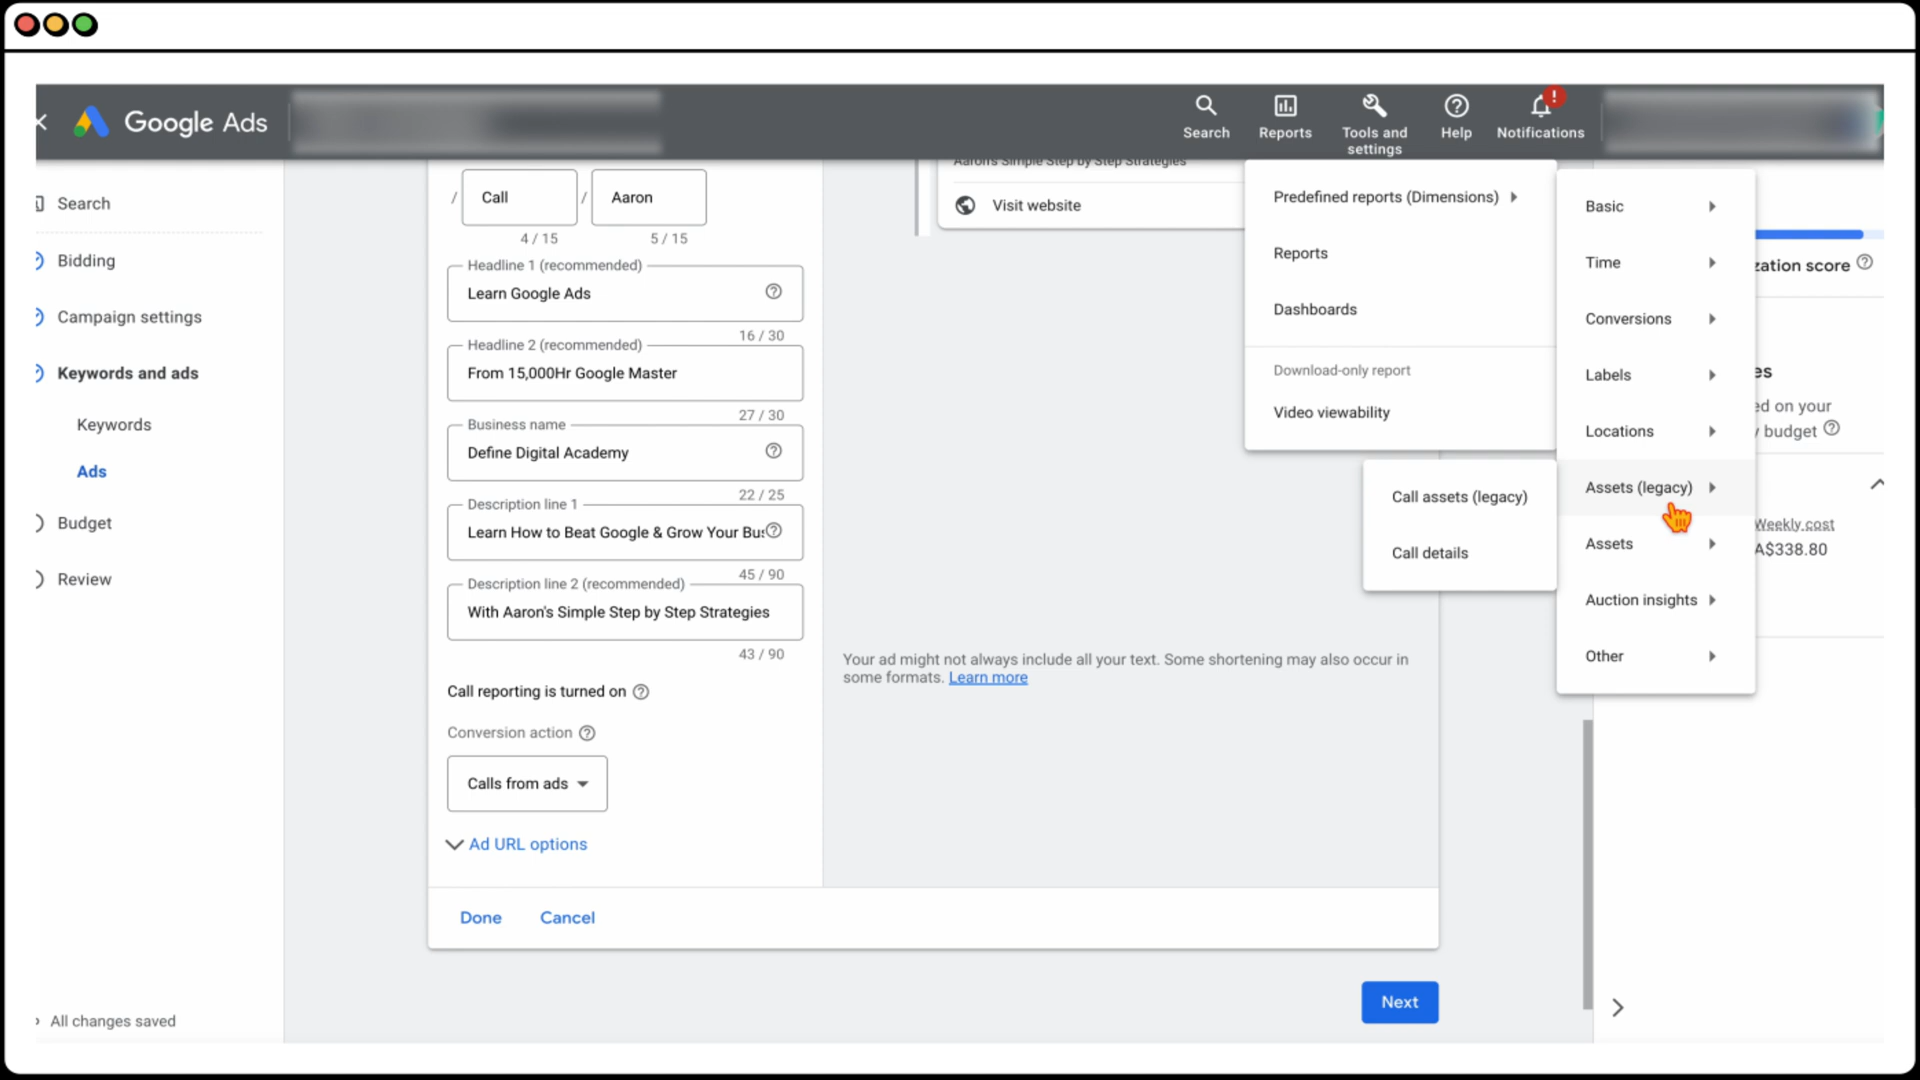 Google Ads
Search
Reports
Tools and
settings
Help
!
Notifications
Search
Bidding
Campaign settings
Keywords and ads
Keywords
Ads
Budget
Review
All changes saved
/ Call / Aaron
4 / 15 5 / 15
Headline 1 (recommended)
Learn Google Ads
16 / 30
Headline 2 (recommended)
From 15,000Hr Google Master
27 / 30
Business name
Define Digital Academy
22 / 25
Description line 1
Learn How to Beat Google & Grow Your Bus
45 / 90
Description line 2 (recommended)
With Aaron's Simple Step by Step Strategies
43 / 90
Call reporting is turned on
Conversion action
Calls from ads
Ad URL options
Done Cancel
Aaron's Simple Step by Step Strategies
Visit website
Your ad might not always include all your text. Some shortening may also occur in
some formats. Learn more
Next
Predefined reports (Dimensions)
Reports
Dashboards
Download-only report
Video viewability
Call assets (legacy)
Call details
Basic
Time
Conversions
Labels
Locations
Assets (legacy)
Assets
Auction insights
Other
zation score
es
ed on your
y budget
Weekly cost
A$338.80